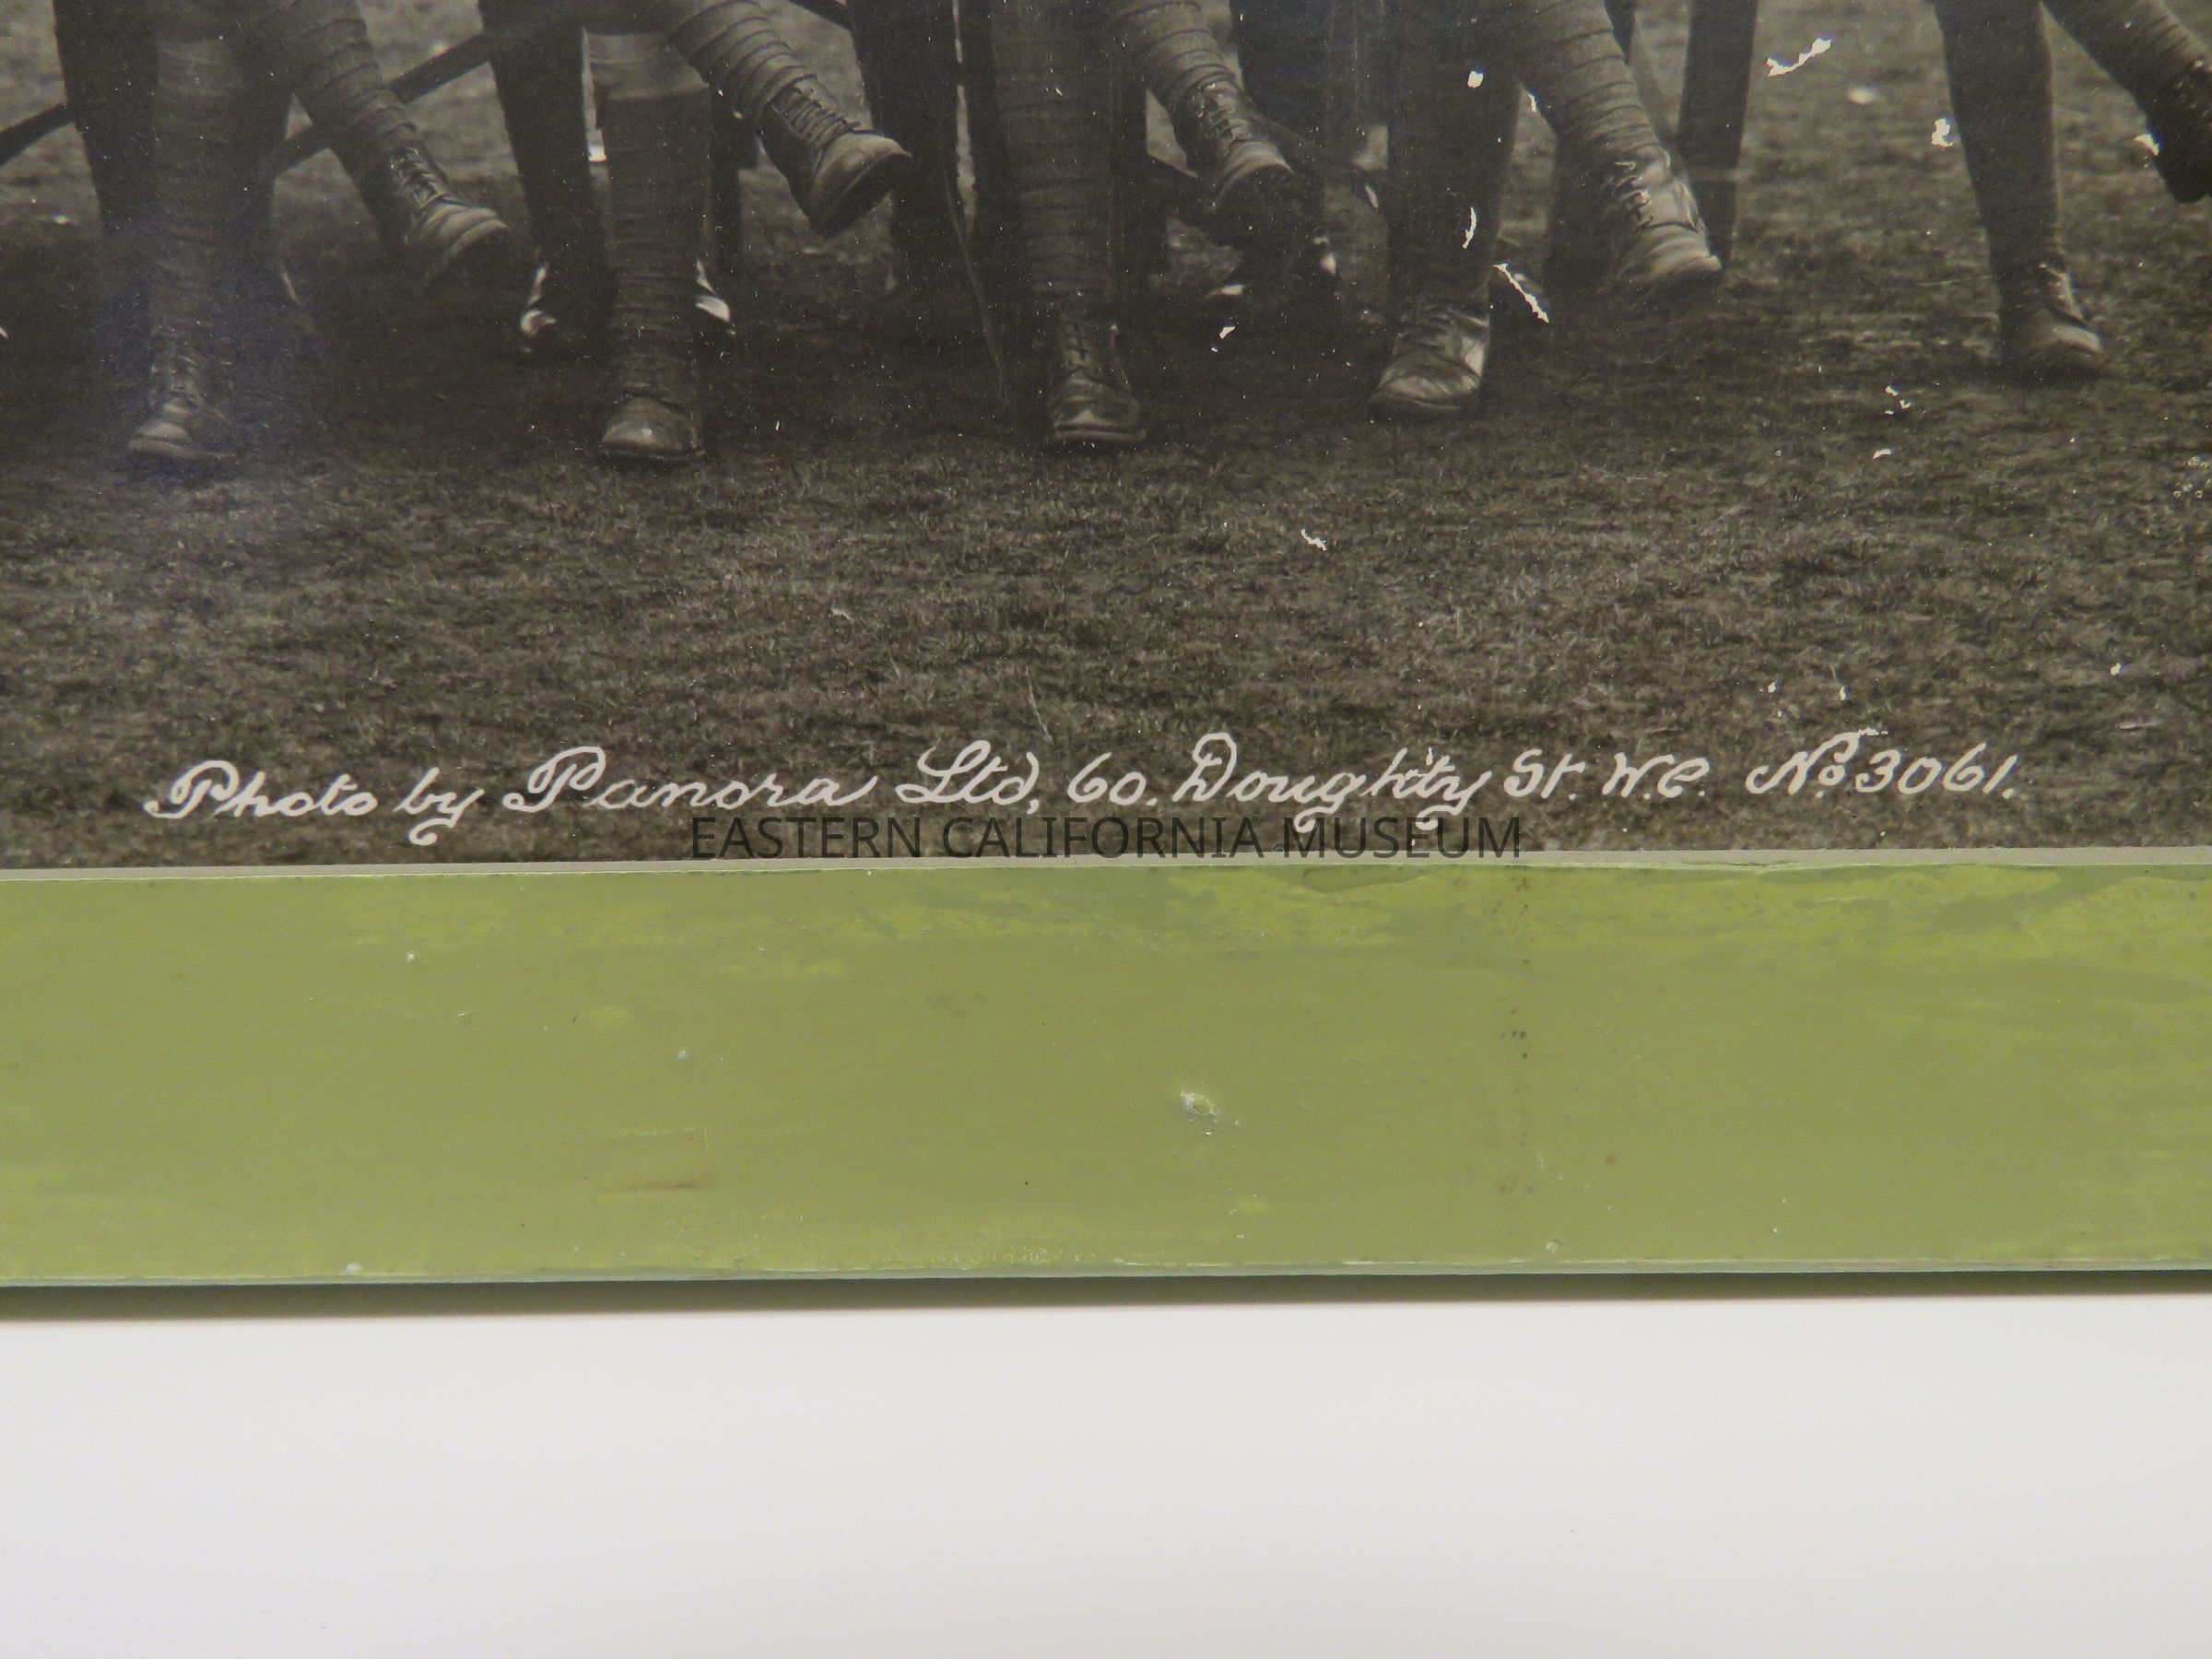 Photo by Panora Ltd, 60. Doughty St. W.C. No. 3061.
EASTERN CALIFORNIA MUSEUM